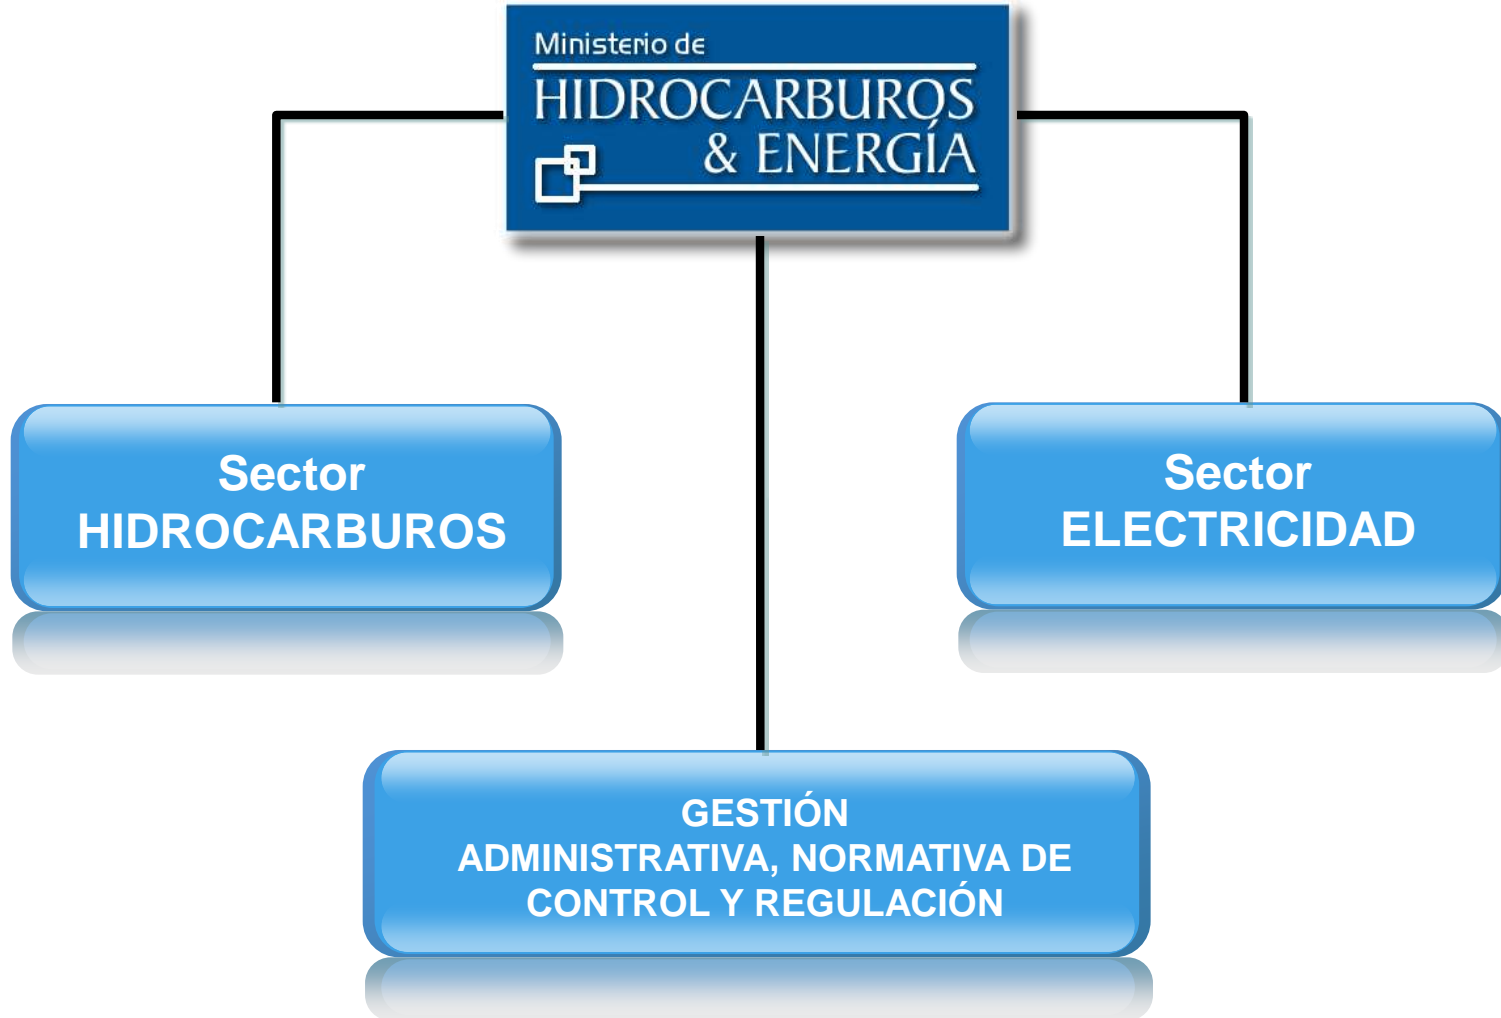 Ministerio de
HIDROCARBUROS
& ENERGÍA
Sector
HIDROCARBUROS
Sector
ELECTRICIDAD
GESTIÓN
ADMINISTRATIVA, NORMATIVA DE
CONTROL Y REGULACIÓN